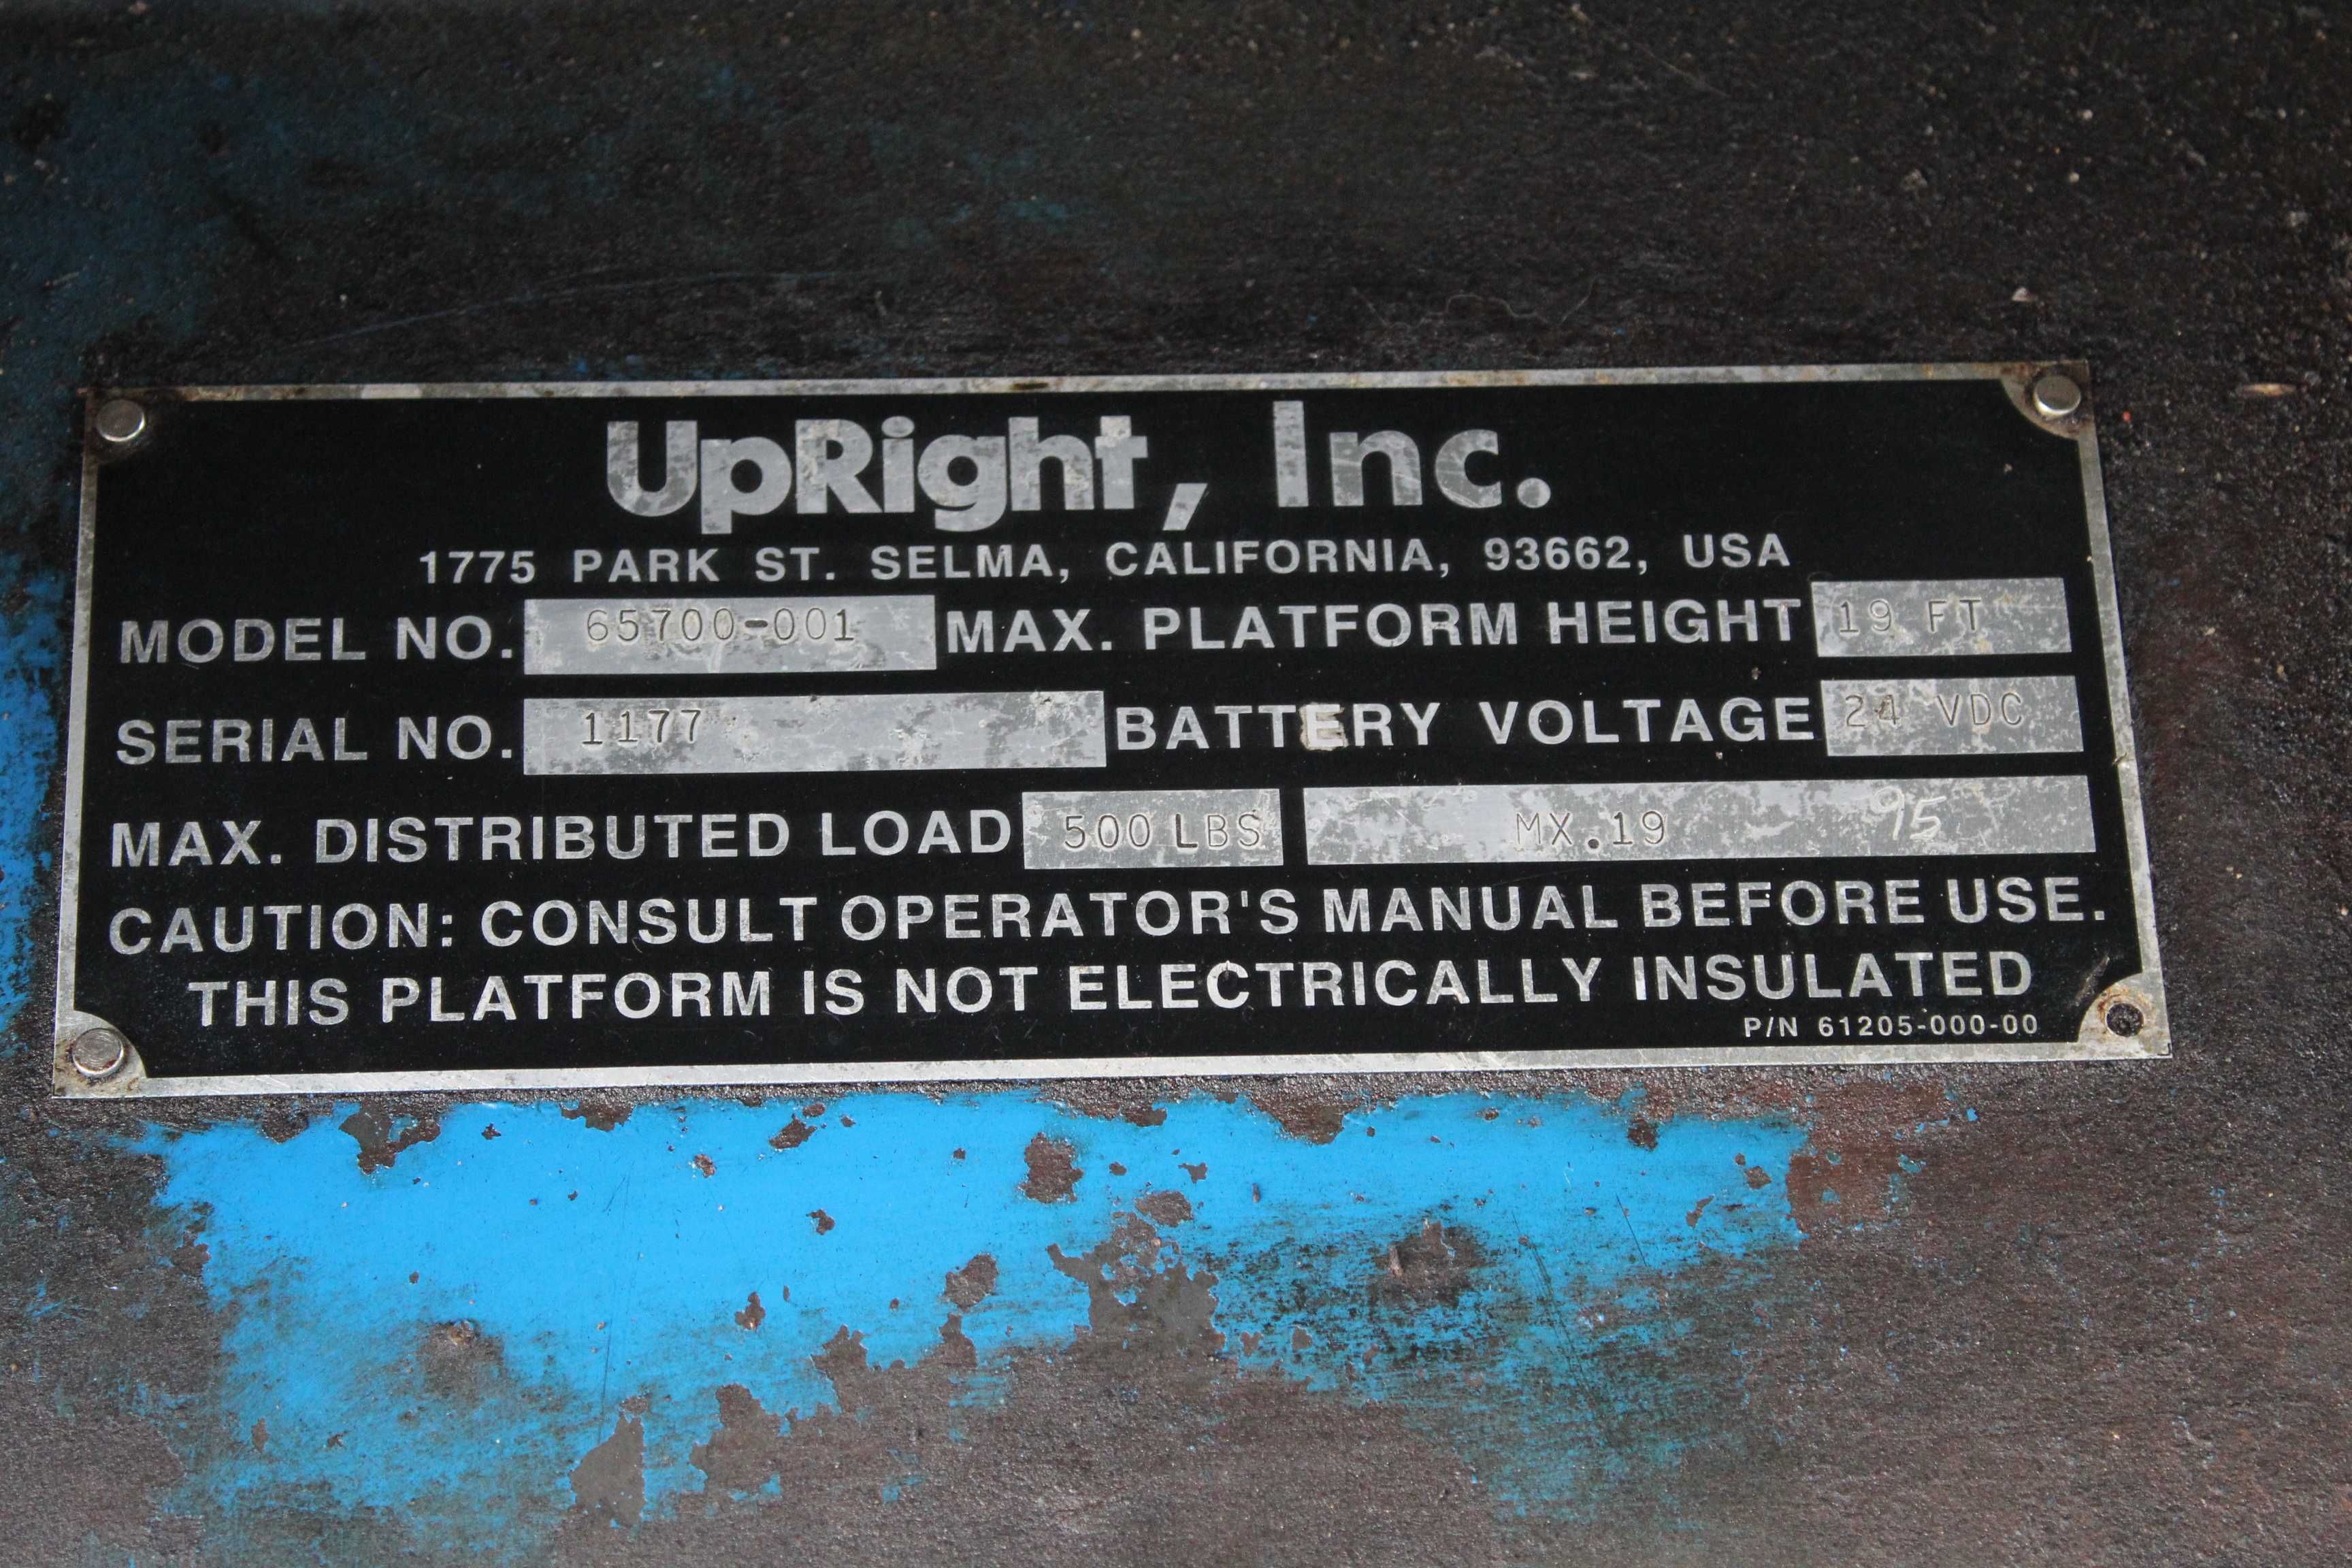 UpRight, Inc.
1775 PARK ST. SELMA, CALIFORNIA, 93662, USA
MODEL NO. 65700-001 MAX. PLATFORM HEIGHT 19 FT
SERIAL NO. 1177 BATTERY VOLTAGE 24 VDC
MAX. DISTRIBUTED LOAD 500 LBS MX.19 95
CAUTION: CONSULT OPERATOR'S MANUAL BEFORE USE.
THIS PLATFORM IS NOT ELECTRICALLY INSULATED
P/N 61205-000-00